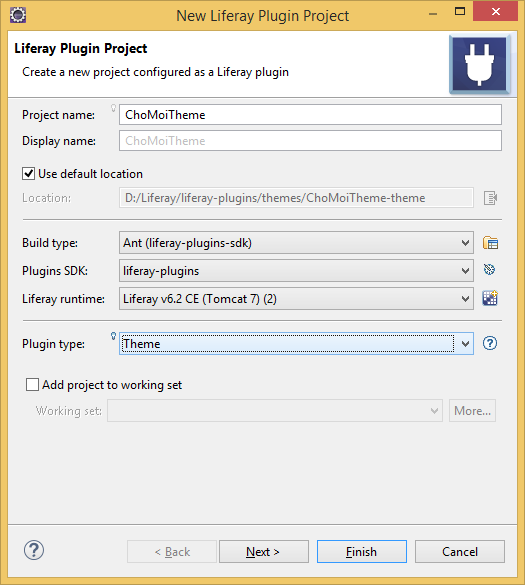 New Liferay Plugin Project
Liferay Plugin Project
Create a new project configured as a Liferay plugin
Project name: ChoMoiTheme
Display name: ChoMoiTheme
Use default location
Location: D:/Liferay/liferay-plugins/themes/ChoMoiTheme-theme
Build type: Ant (liferay-plugins-sdk)
Plugins SDK: liferay-plugins
Liferay runtime: Liferay v6.2 CE (Tomcat 7) (2)
Plugin type: Theme
Add project to working set
Working set: More...
< Back Next > Finish Cancel